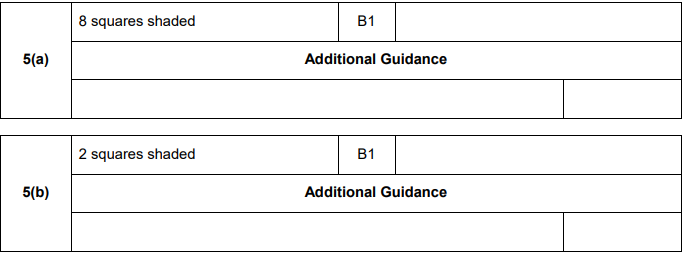 8 squares shaded B1
5(a) Additional Guidance
2 squares shaded B1
5(b) Additional Guidance